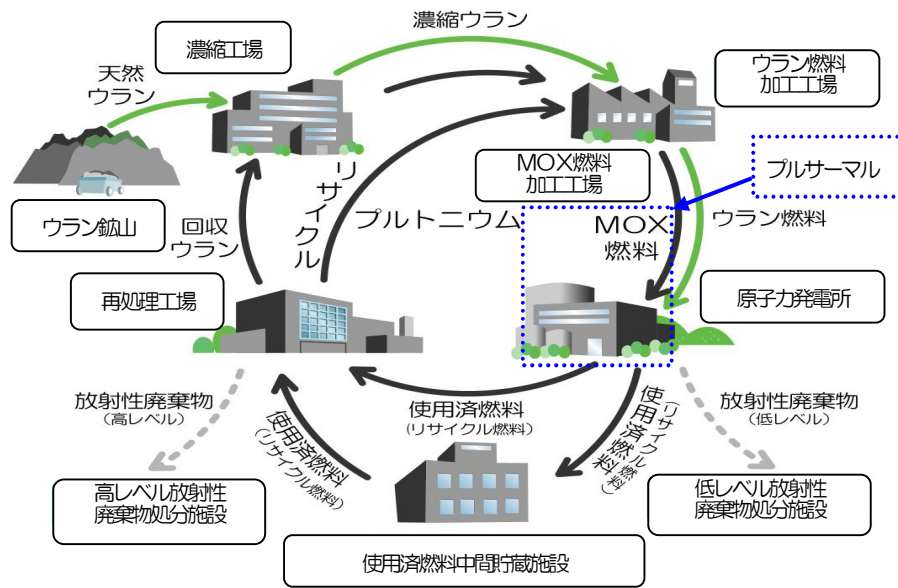 濃縮ウラン
濃縮工場
天然
ウラン
ウラン燃料
加工工場
MOX燃料
加工工場
プルサーマル
リサイクル
プルトニウム
ウラン鉱山
回収
ウラン
MOX
燃料
ウラン燃料
再処理工場
原子力発電所
放射性廃棄物
(高レベル)
使用済燃料
(リサイクル燃料)
使用済燃料
(リサイクル燃料)
使用済燃料
(リサイクル燃料)
放射性廃棄物
(低レベル)
高レベル放射性
廃棄物処分施設
低レベル放射性
廃棄物処分施設
使用済燃料中間貯蔵施設